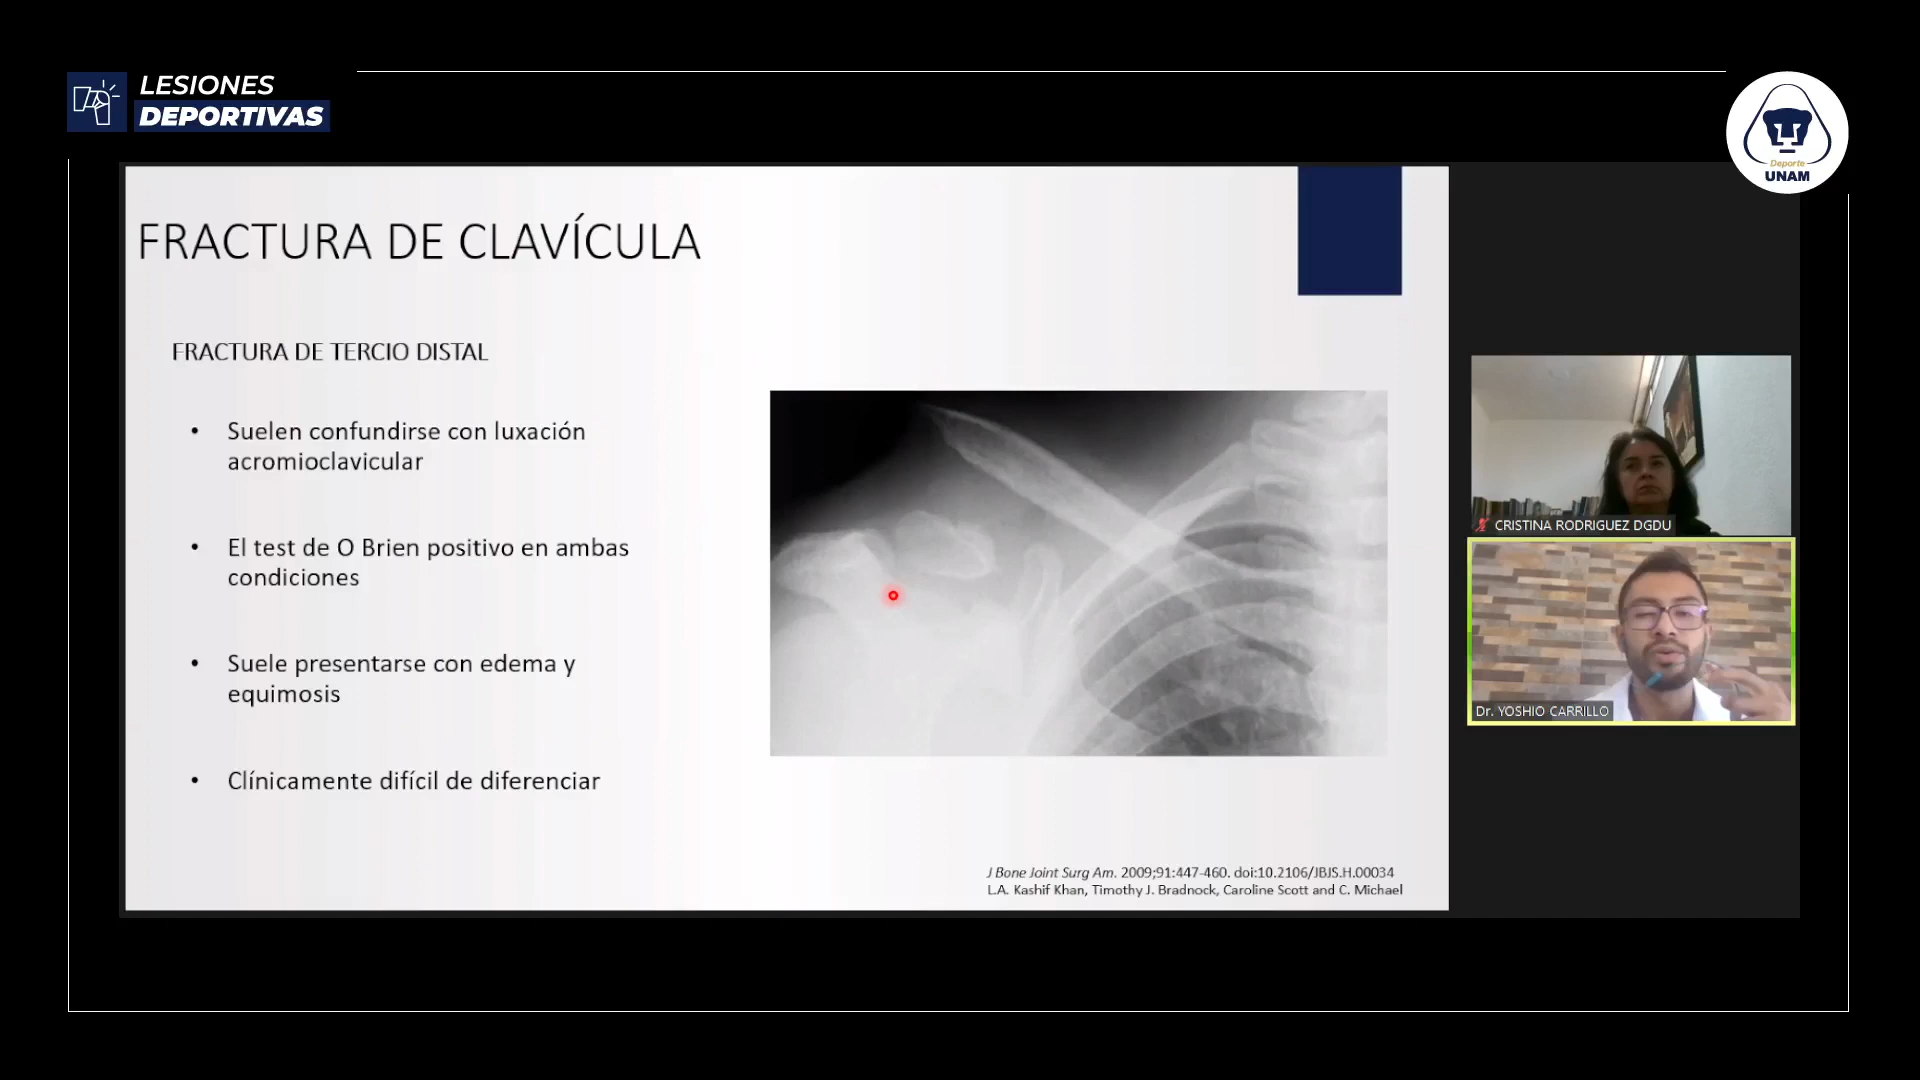 LESIONES
DEPORTIVAS
Deporte
UNAM
FRACTURA DE CLAVÍCULA
FRACTURA DE TERCIO DISTAL
• Suelen confundirse con luxación
acromioclavicular
• El test de O Brien positivo en ambas
condiciones
• Suele presentarse con edema y
equimosis
• Clínicamente difícil de diferenciar
J Bone Joint Surg Am. 2009;91:447-460. doi:10.2106/JBJS.H.00034
L.A. Kashif Khan, Timothy J. Bradnock, Caroline Scott and C. Michael
CRISTINA RODRIGUEZ DGDU
Dr. YOSHIO CARRILLO